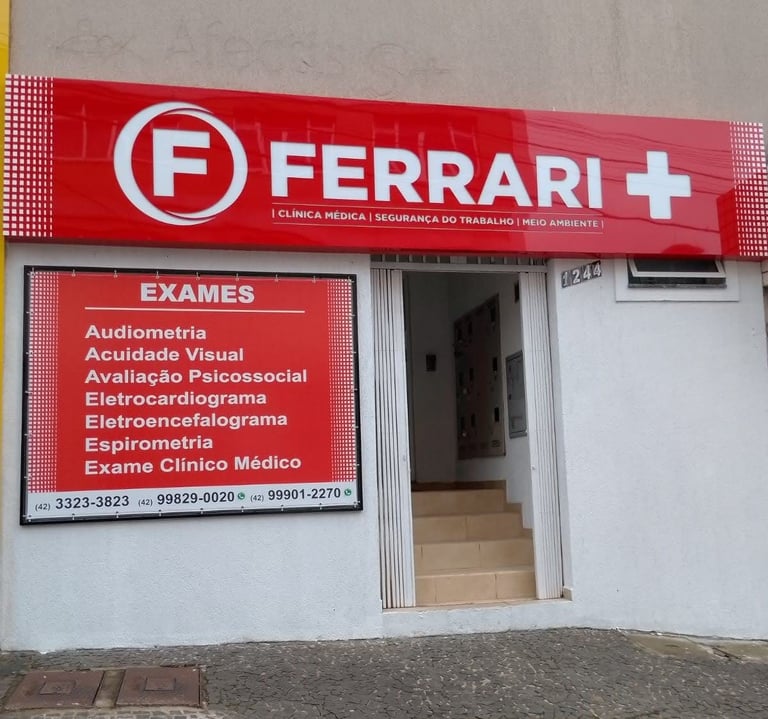 F FERRARI +
| CLÍNICA MÉDICA | SEGURANÇA DO TRABALHO | MEIO AMBIENTE |
1244
EXAMES
Audiometria
Acuidade Visual
Avaliação Psicossocial
Eletrocardiograma
Eletroencefalograma
Espirometria
Exame Clínico Médico
(42) 3323-3823 (42) 99829-0020 (42) 99901-2270